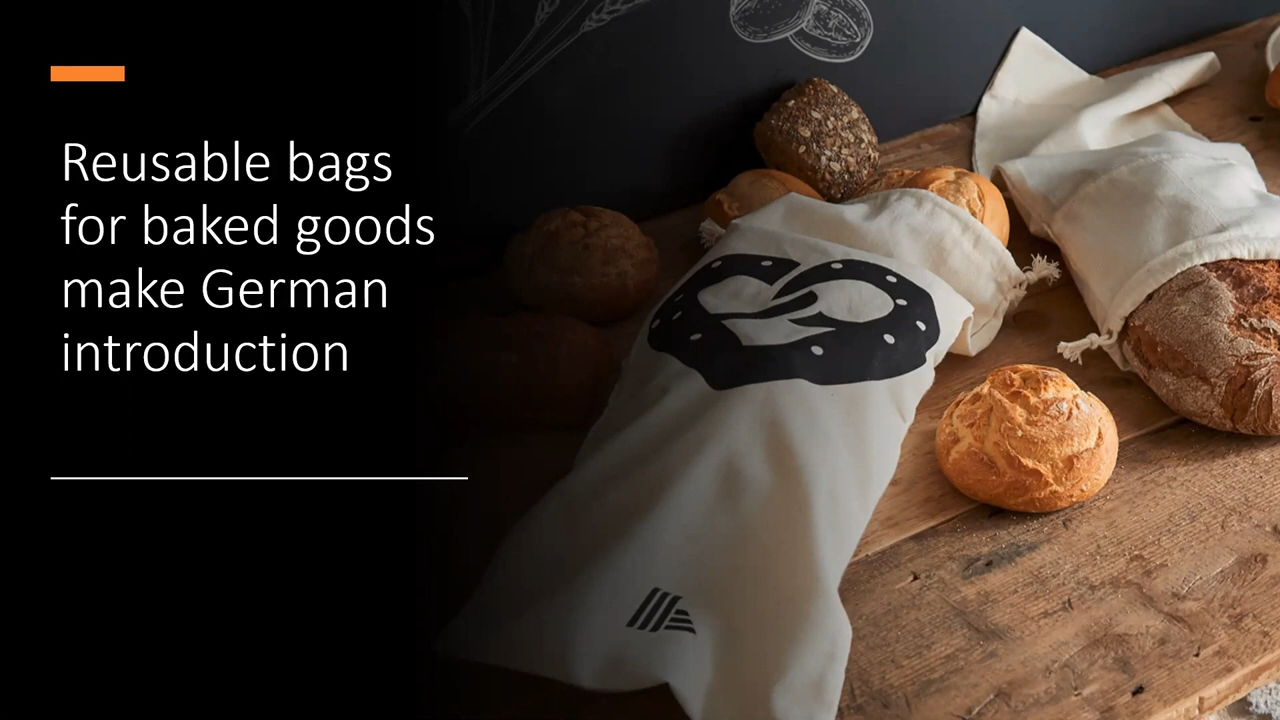 Reusable bags
for baked goods
make German
introduction